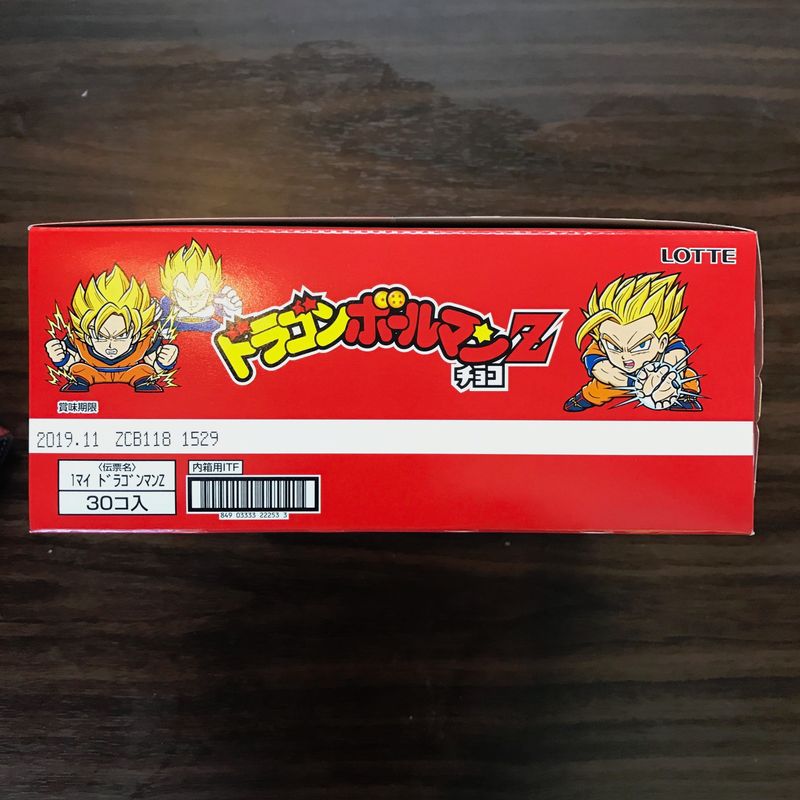 LOTTE
ドラゴンボールマンZ
チョコ
賞味期限
2019.11 ZCB118 1529
〈伝票名〉
1マイ ドラゴンマンZ
30コ入
内箱用ITF
849 03333 22253 3